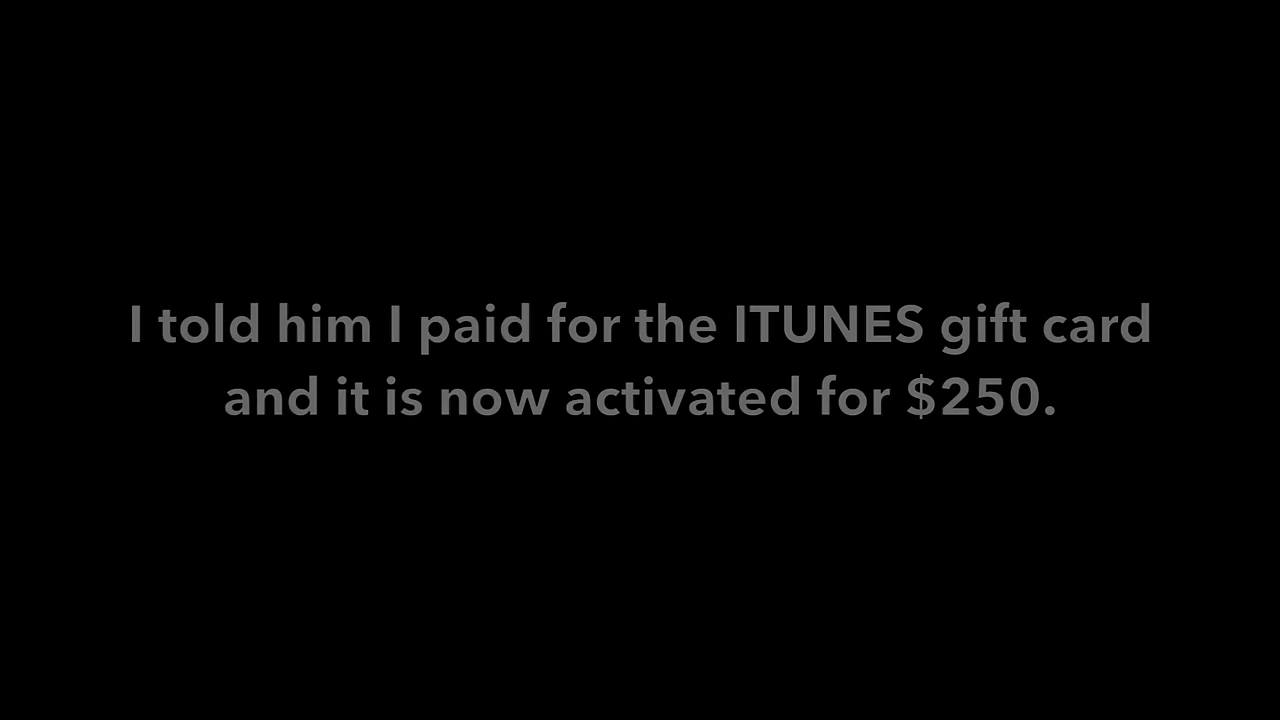 I told him I paid for the ITUNES gift card
and it is now activated for $250.